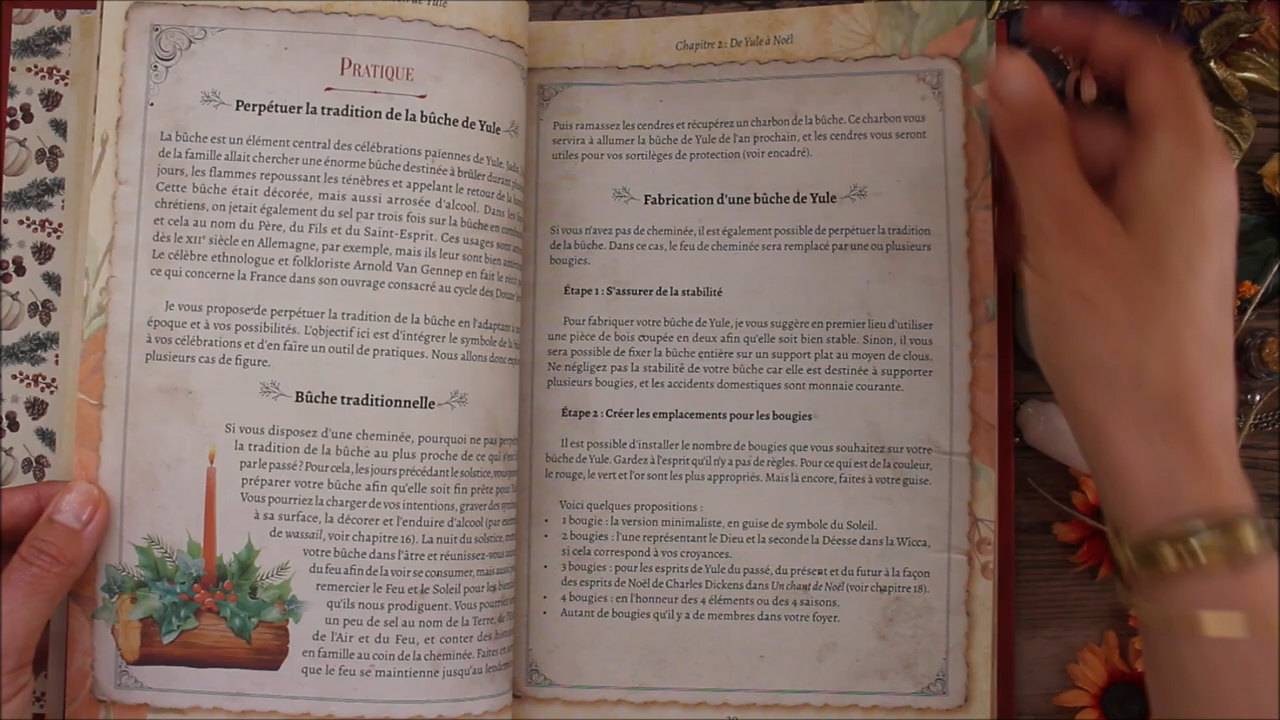 de Yule
PRATIQUE
Perpétuer la tradition de la bûche de Yule
La bûche est un élément central des célébrations païennes de Yule. Jadis,
de la famille allait chercher une énorme bûche destinée à brûler durant
jours, les flammes repoussant les ténèbres et appelant le retour de la
Cette bûche était décorée, mais aussi arrosée d'alcool. Dans les
chrétiens, on jetait également du sel par trois fois sur la bûche en
et cela au nom du Père, du Fils et du Saint-Esprit. Ces usages sont
dès le XIIe siècle en Allemagne, par exemple, mais ils leur sont bien
Le célèbre ethnologue et folkloriste Arnold Van Gennep en fait le
ce qui concerne la France dans son ouvrage consacré au cycle des Douze
Je vous propose de perpétuer la tradition de la bûche en l'adaptant à
époque et à vos possibilités. L'objectif ici est d'intégrer le symbole de la
à vos célébrations et d'en faire un outil de pratiques. Nous allons donc
plusieurs cas de figure.
Bûche traditionnelle
Si vous disposez d'une cheminée, pourquoi ne pas
la tradition de la bûche au plus proche de ce qui
par le passé ? Pour cela, les jours précédant le solstice,
préparer votre bûche afin qu'elle soit fin prête pour
Vous pourriez la charger de vos intentions, graver des
à sa surface, la décorer et l'enduire d'alcool (par
de wassail, voir chapitre 16). La nuit du solstice,
votre bûche dans l'âtre et réunissez-vous
du feu afin de la voir se consumer, mais aussi
remercier le Feu et le Soleil pour les
qu'ils nous prodiguent. Vous
un peu de sel au nom de la Terre, de
de l'Air et du Feu, et conter des
en famille au coin de la cheminée. Faites en
que le feu se maintienne jusqu'au
Chapitre 2 : De Yule à Noël
Puis ramassez les cendres et récupérez un charbon de la bûche. Ce charbon vous
servira à allumer la bûche de Yule de l'an prochain, et les cendres vous seront
utiles pour vos sortilèges de protection (voir encadré).
Fabrication d'une bûche de Yule
Si vous n'avez pas de cheminée, il est également possible de perpétuer la tradition
de la bûche. Dans ce cas, le feu de cheminée sera remplacé par une ou plusieurs
bougies.
Étape 1 : S'assurer de la stabilité
Pour fabriquer votre bûche de Yule, je vous suggère en premier lieu d'utiliser
une pièce de bois coupée en deux afin qu'elle soit bien stable. Sinon, il vous
sera possible de fixer la bûche entière sur un support plat au moyen de clous.
Ne négligez pas la stabilité de votre bûche car elle est destinée à supporter
plusieurs bougies, et les accidents domestiques sont monnaie courante.
Étape 2 : Créer les emplacements pour les bougies
Il est possible d'installer le nombre de bougies que vous souhaitez sur votre
bûche de Yule. Gardez à l'esprit qu'il n'y a pas de règles. Pour ce qui est de la couleur,
le rouge, le vert et l'or sont les plus appropriés. Mais là encore, faites à votre guise.
Voici quelques propositions :
• 1 bougie : la version minimaliste, en guise de symbole du Soleil.
• 2 bougies : l'une représentant le Dieu et la seconde la Déesse dans la Wicca,
si cela correspond à vos croyances.
• 3 bougies : pour les esprits de Yule du passé, du présent et du futur à la façon
des esprits de Noël de Charles Dickens dans Un chant de Noël (voir chapitre 18).
• 4 bougies : en l'honneur des 4 éléments ou des 4 saisons.
• Autant de bougies qu'il y a de membres dans votre foyer.